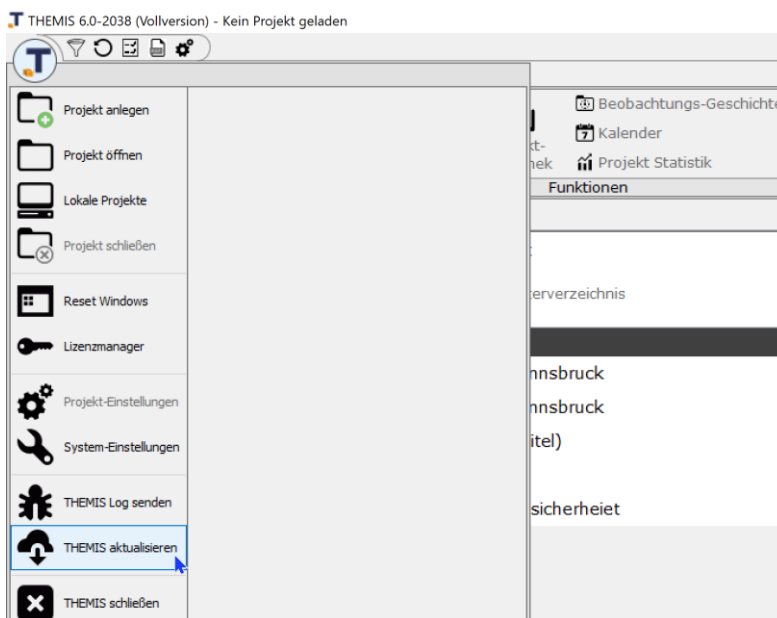 THEMIS 6.0-2038 (Vollversion) - Kein Projekt geladen
Projekt anlegen
Projekt öffnen
Lokale Projekte
Projekt schließen
Reset Windows
Lizenzmanager
Projekt-Einstellungen
System-Einstellungen
THEMIS Log senden
THEMIS aktualisieren
THEMIS schließen
Beobachtungs-Geschichte
Kalender
Projekt Statistik
Funktionen
erverzeichnis
nnsbruck
nnsbruck
itel)
sicherheiet